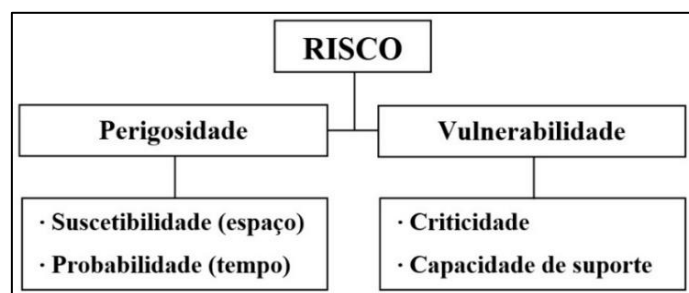 RISCO
Perigosidade
Vulnerabilidade
· Suscetibilidade (espaço)
· Probabilidade (tempo)
· Criticidade
· Capacidade de suporte